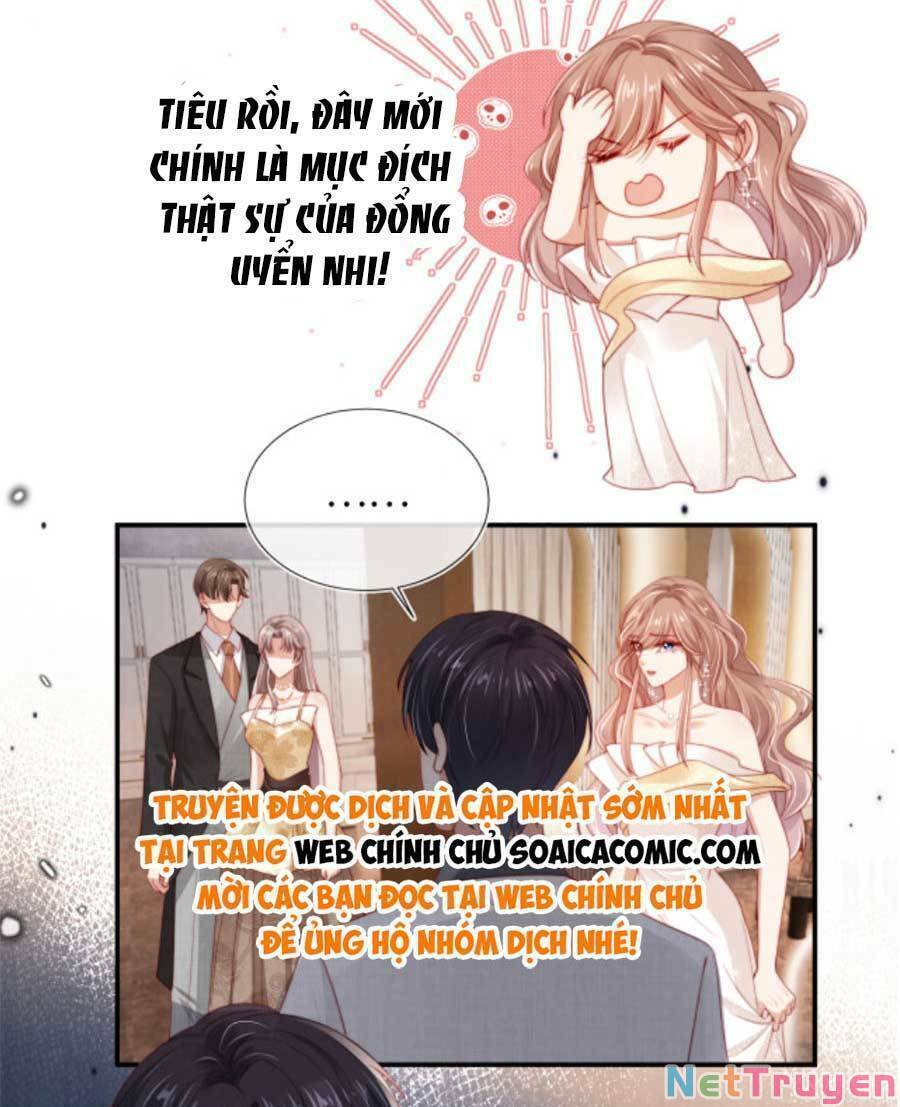 TIÊU RỒI, ĐÂY MỚI
CHÍNH LÀ MỤC ĐÍCH
THẬT SỰ CỦA ĐỔNG
UYỂN NHI!
......
TRUYỆN ĐƯỢC DỊCH VÀ CẬP NHẬT SỚM NHẤT
TẠI TRANG WEB CHÍNH CHỦ SOAICACOMIC.COM
MỜI CÁC BẠN ĐỌC TẠI WEB CHÍNH CHỦ
ĐỂ ỦNG HỘ NHÓM DỊCH NHÉ!
NetTruyen